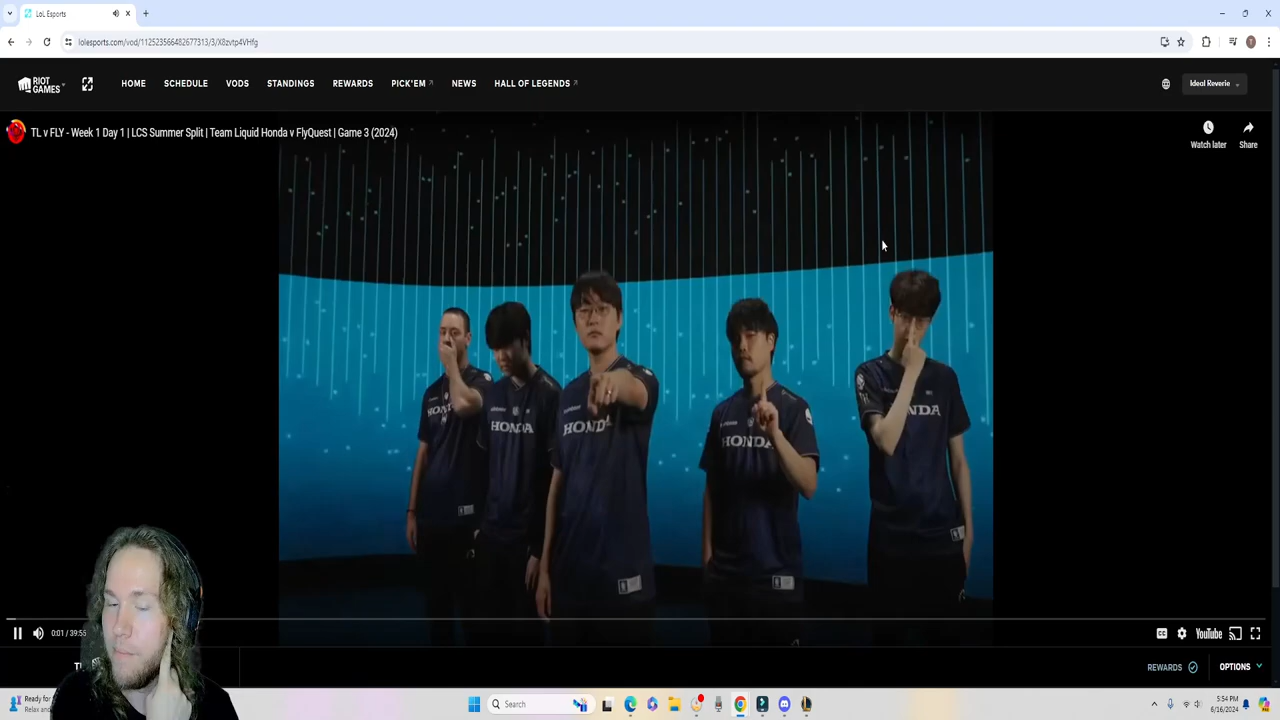 LoL Esports
lolesports.com/vod/112523566482677313/3/X8zvtp4VHfg
RIOT GAMES
HOME
SCHEDULE
VODS
STANDINGS
REWARDS
PICK'EM
NEWS
HALL OF LEGENDS
Ideal Reverie
TL v FLY - Week 1 Day 1 | LCS Summer Split | Team Liquid Honda v FlyQuest | Game 3 (2024)
Watch later
Share
HONDA
HONDA
HONDA
HONDA
0:01 / 39:55
CC
YouTube
REWARDS
OPTIONS
Search
5:54 PM
6/16/2024